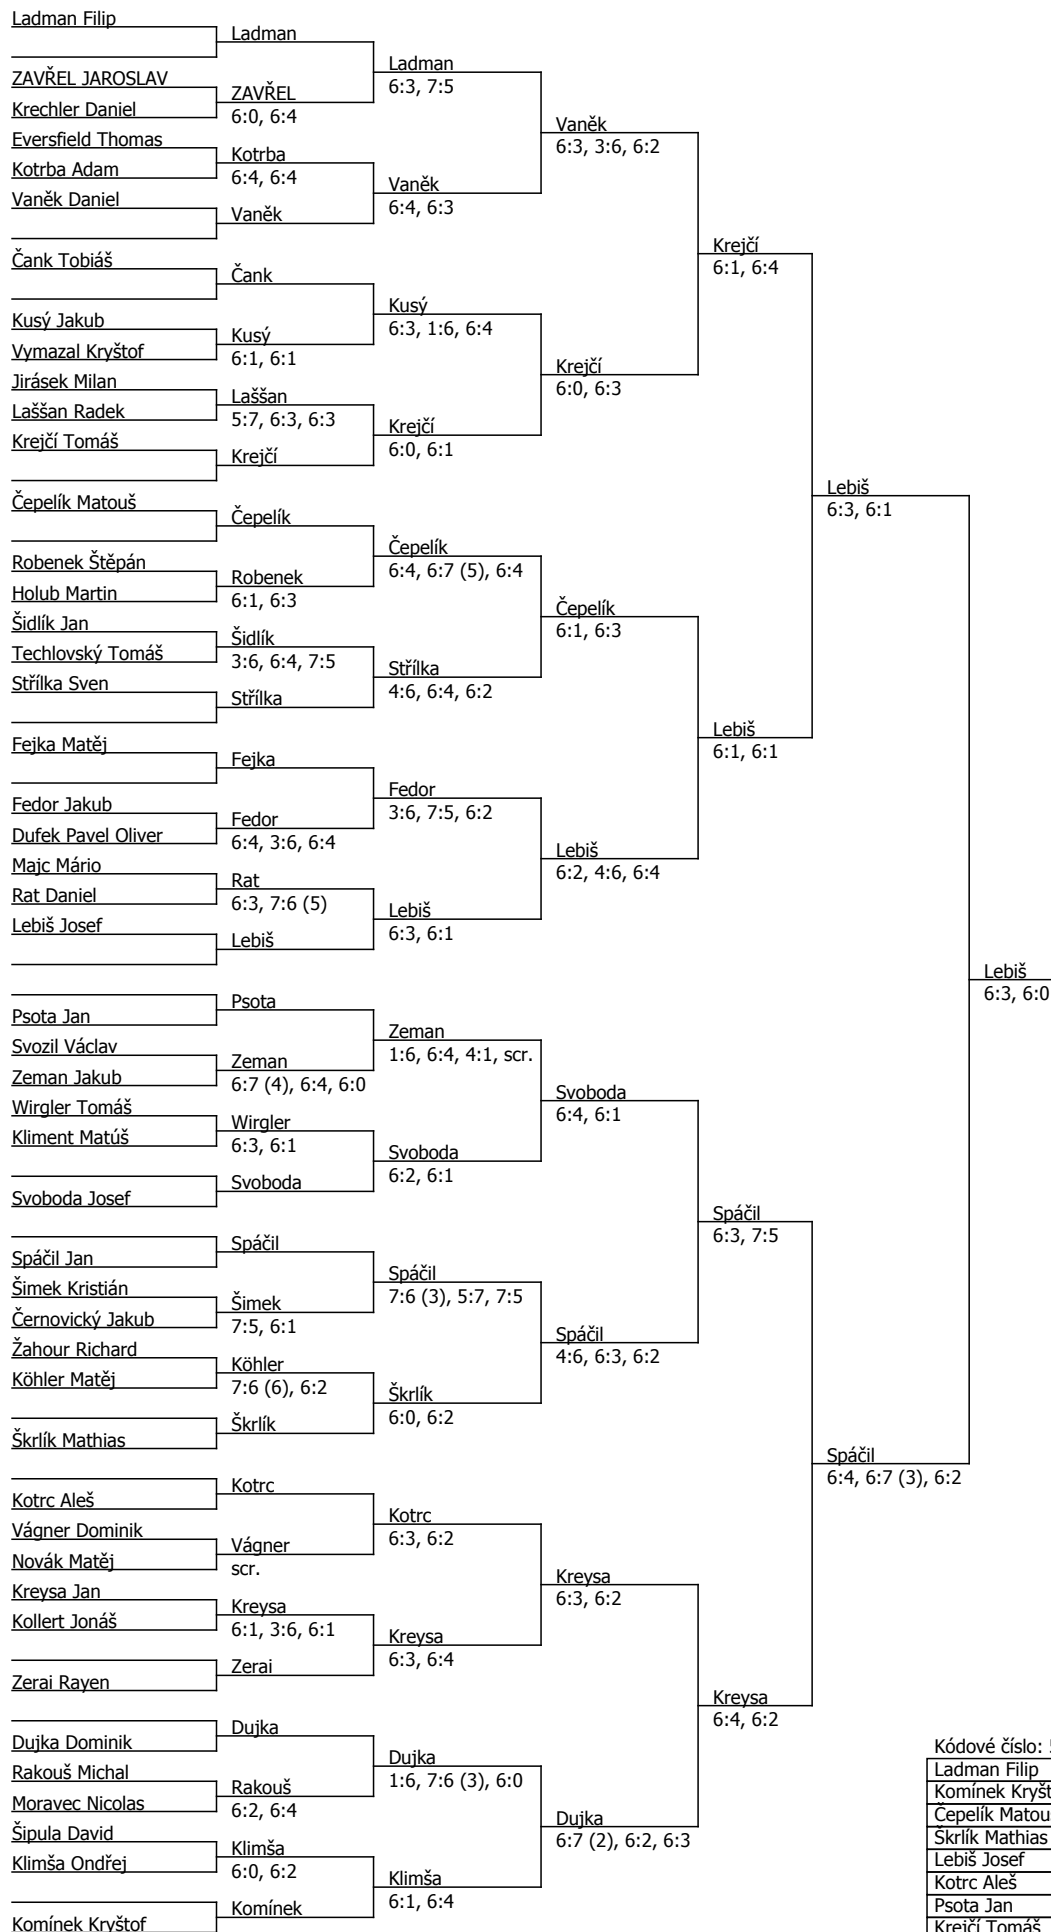 Ladman Filip
ZAVŘEL JAROSLAV
Krechler Daniel
Eversfield Thomas
Kotrba Adam
Vaněk Daniel
Čank Tobiáš
Kusý Jakub
Vymazal Kryštof
Jirásek Milan
Laššan Radek
Krejčí Tomáš
Čepelík Matouš
Robenek Štěpán
Holub Martin
Šidlík Jan
Techlovský Tomáš
Střílka Sven
Fejka Matěj
Fedor Jakub
Dufek Pavel Oliver
Majc Mário
Rat Daniel
Lebiš Josef
Psota Jan
Svozil Václav
Zeman Jakub
Wirgler Tomáš
Kliment Matúš
Svoboda Josef
Spáčil Jan
Šimek Kristián
Černovický Jakub
Žahour Richard
Köhler Matěj
Škrlík Mathias
Kotrc Aleš
Vágner Dominik
Novák Matěj
Kreysa Jan
Kollert Jonáš
Zerai Rayen
Dujka Dominik
Rakouš Michal
Moravec Nicolas
Šipula David
Klimša Ondřej
Komínek Kryštof
Ladman
ZAVŘEL
6:0, 6:4
Kotrba
6:4, 6:4
Vaněk
Čank
Kusý
6:1, 6:1
Laššan
5:7, 6:3, 6:3
Krejčí
Čepelík
Robenek
6:1, 6:3
Šidlík
3:6, 6:4, 7:5
Střílka
Fejka
Fedor
6:4, 3:6, 6:4
Rat
6:3, 7:6 (5)
Lebiš
Psota
Zeman
6:7 (4), 6:4, 6:0
Wirgler
6:3, 6:1
Svoboda
Spáčil
Šimek
7:5, 6:1
Köhler
7:6 (6), 6:2
Škrlík
Kotrc
Vágner
scr.
Kreysa
6:1, 3:6, 6:1
Zerai
Dujka
Rakouš
6:2, 6:4
Klimša
6:0, 6:2
Komínek
Ladman
6:3, 7:5
Vaněk
6:4, 6:3
Kusý
6:3, 1:6, 6:4
Krejčí
6:0, 6:1
Čepelík
6:4, 6:7 (5), 6:4
Střílka
4:6, 6:4, 6:2
Fedor
3:6, 7:5, 6:2
Lebiš
6:3, 6:1
Zeman
1:6, 6:4, 4:1, scr.
Svoboda
6:2, 6:1
Spáčil
7:6 (3), 5:7, 7:5
Škrlík
6:0, 6:2
Kotrc
6:3, 6:2
Kreysa
6:3, 6:4
Dujka
1:6, 7:6 (3), 6:0
Klimša
6:1, 6:4
Vaněk
6:3, 3:6, 6:2
Krejčí
6:0, 6:3
Čepelík
6:1, 6:3
Lebiš
6:2, 4:6, 6:4
Svoboda
6:4, 6:1
Spáčil
4:6, 6:3, 6:2
Kreysa
6:3, 6:2
Dujka
6:7 (2), 6:2, 6:3
Krejčí
6:1, 6:4
Lebiš
6:1, 6:1
Spáčil
6:3, 7:5
Kreysa
6:4, 6:2
Lebiš
6:3, 6:1
Spáčil
6:4, 6:7 (3), 6:2
Lebiš
6:3, 6:0
Kódové číslo:
Ladman Filip
Komínek Kryšt
Čepelík Matou
Škrlík Mathias
Lebiš Josef
Kotrc Aleš
Psota Jan
Krejčí Tomáš